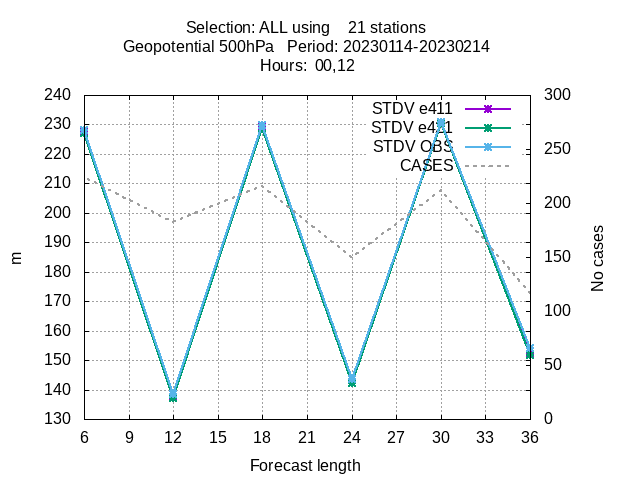 Selection: ALL using    21 stations
Geopotential 500hPa   Period: 20230114-20230214
Hours:  00,12
STDV e411
STDV e411
STDV OBS
CASES
240
230
220
210
200
190
180
170
160
150
140
130
m
300
250
200
150
100
50
0
No cases
6 9 12 15 18 21 24 27 30 33 36
Forecast length